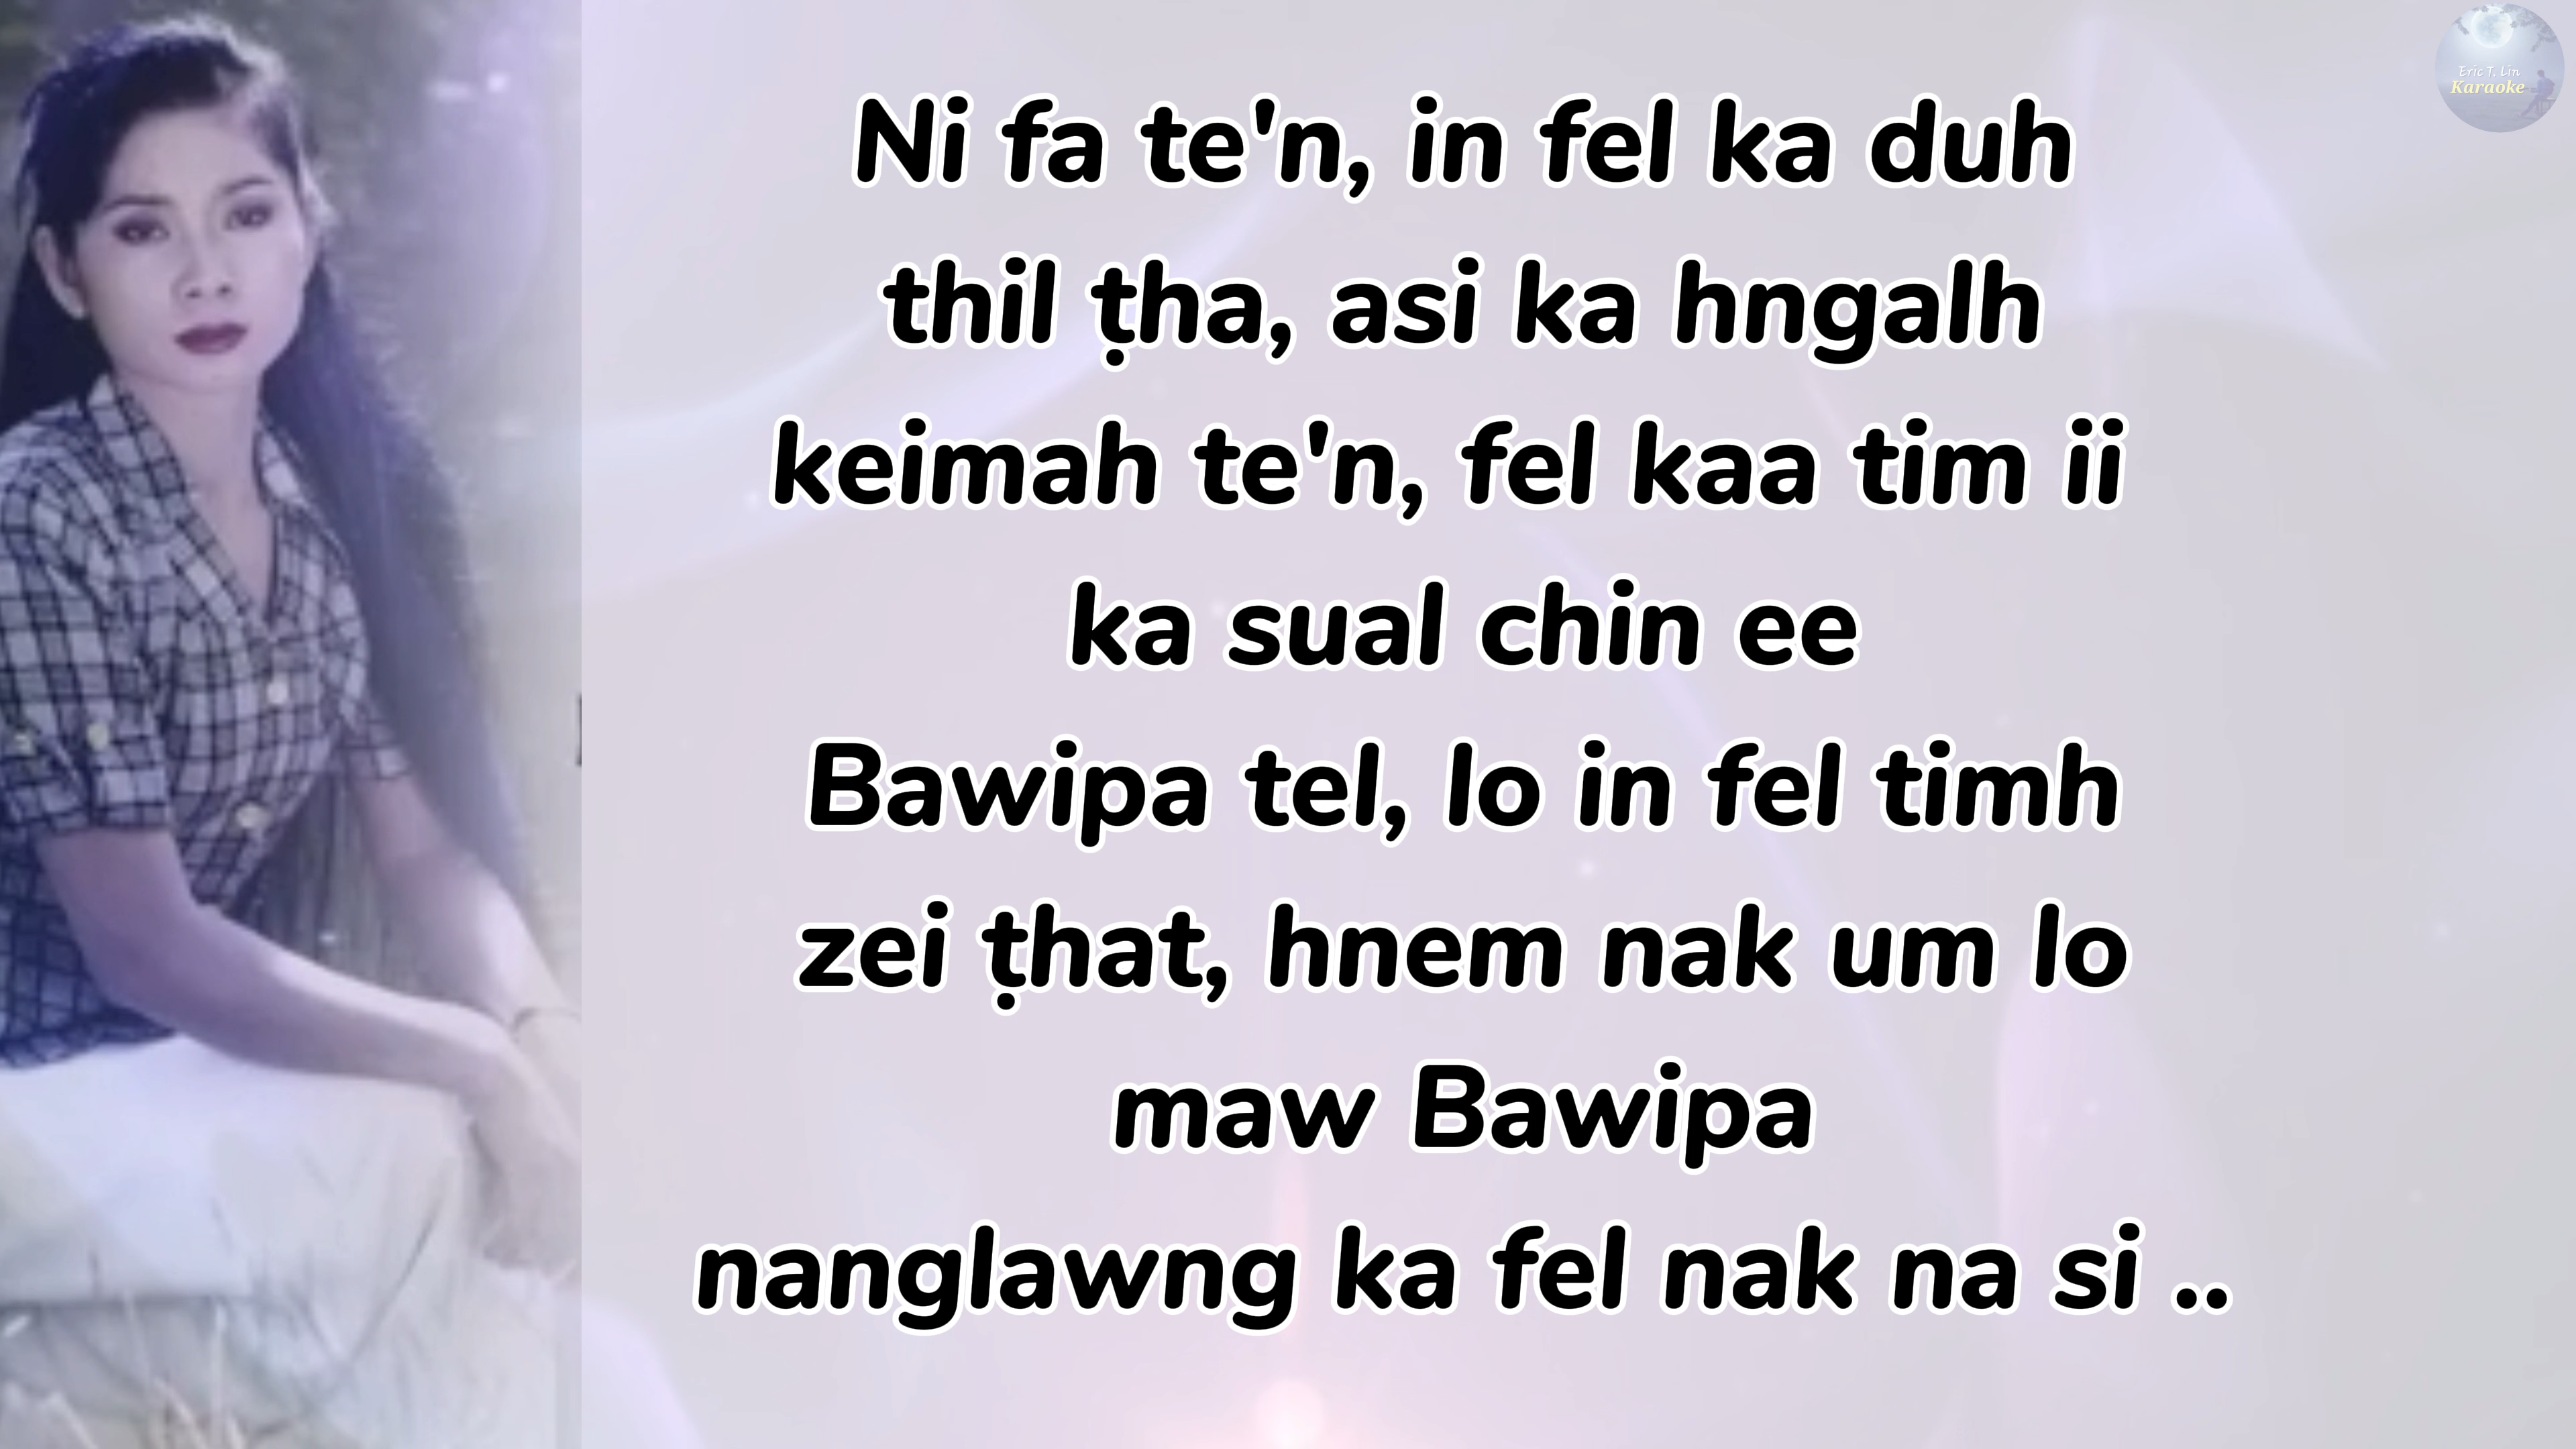 Ni fa te'n, in fel ka duh
thil ṭha, asi ka hngalh
keimah te'n, fel kaa tim ii
ka sual chin ee
Bawipa tel, lo in fel timh
zei ṭhat, hnem nak um lo
maw Bawipa
nanglawng ka fel nak na si ..
Eric T. Lin
Karaoke